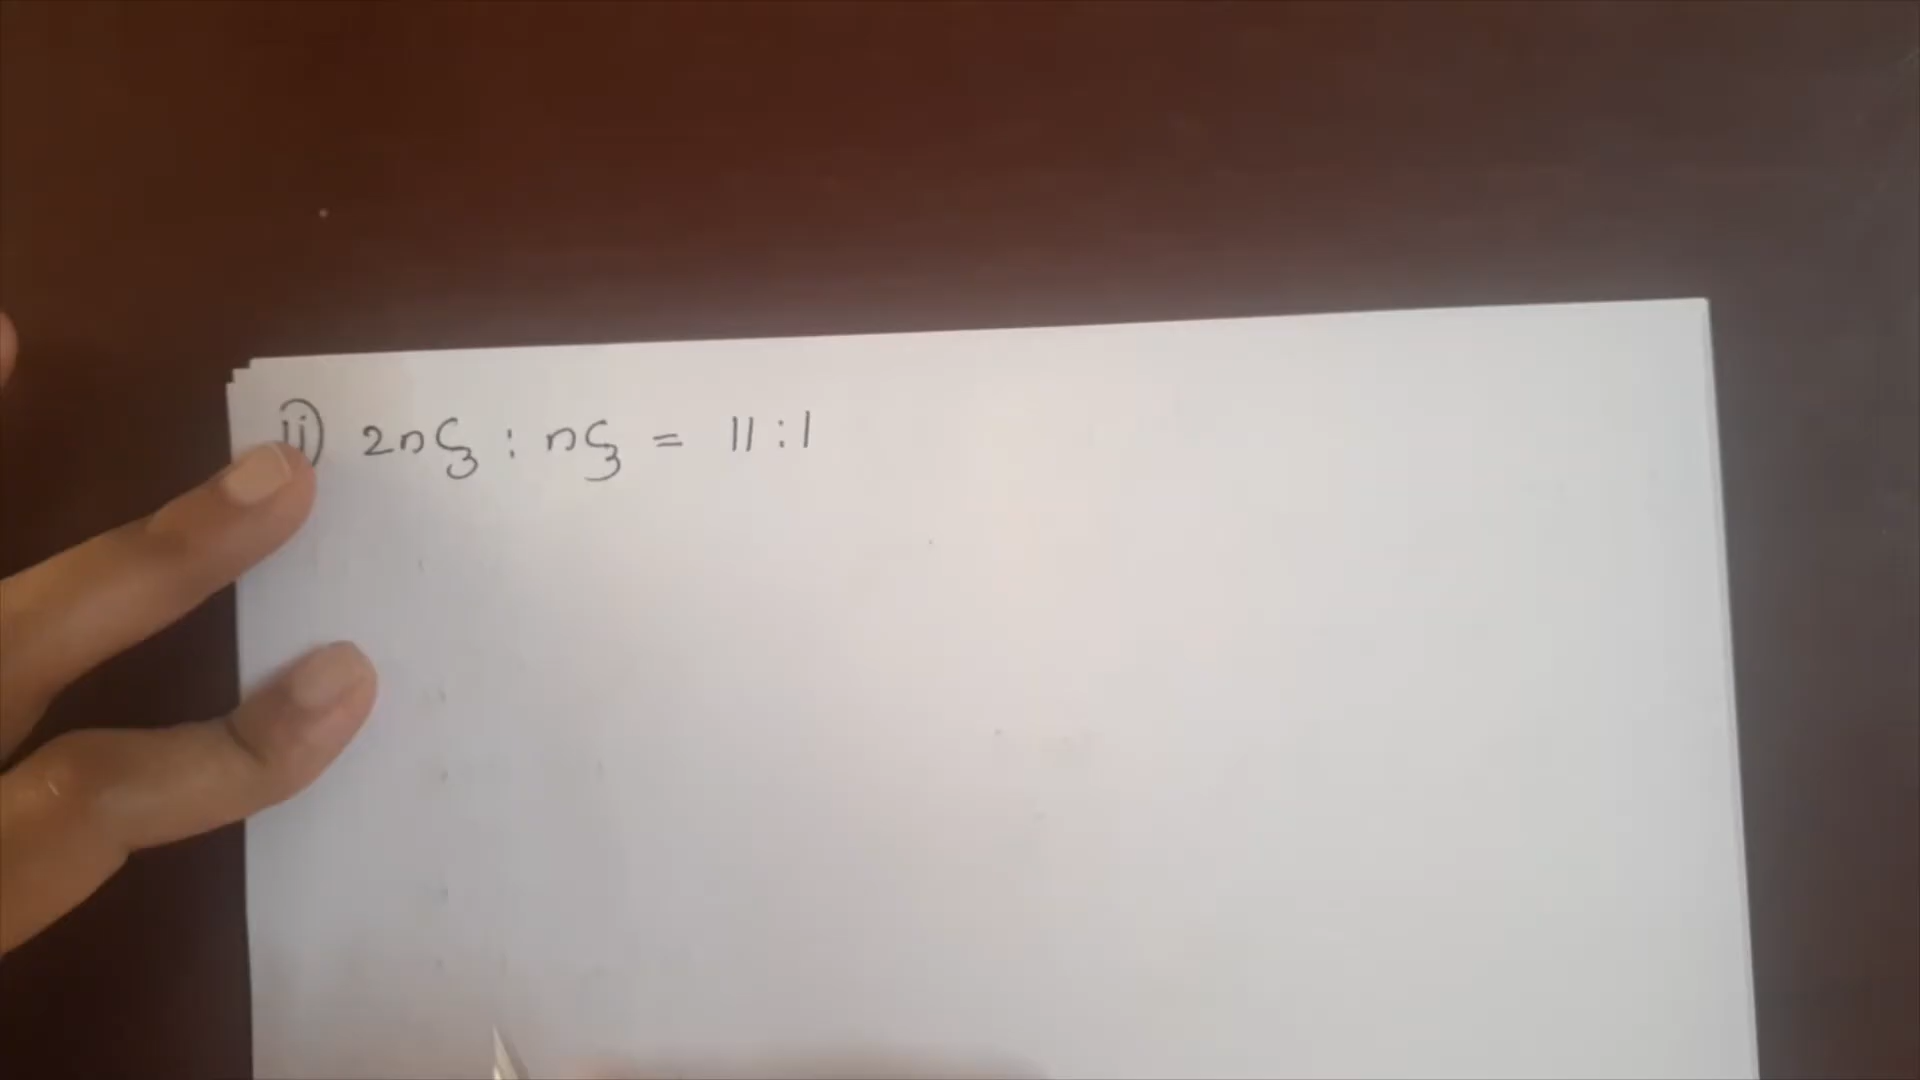 ii) 2nC₃ : nC₃ = 11 : 1